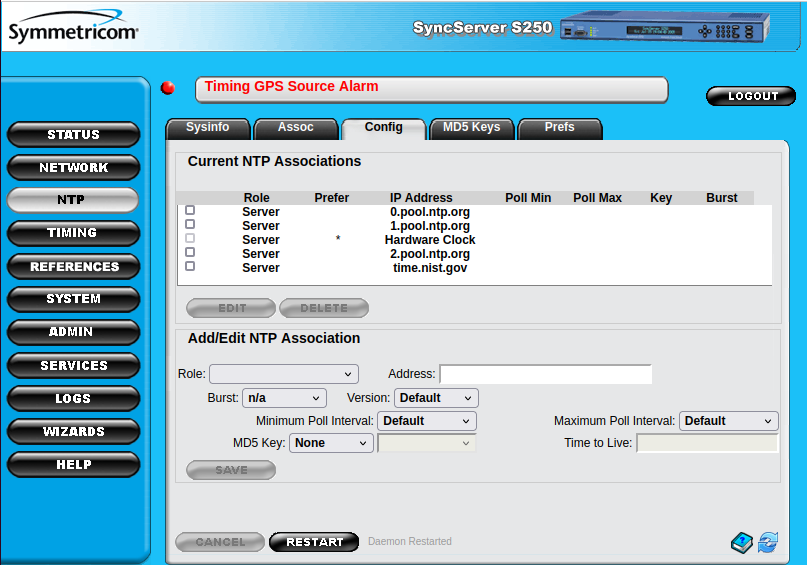 Symmetricom®
SyncServer S250
Timing GPS Source Alarm
LOGOUT
STATUS
NETWORK
NTP
TIMING
REFERENCES
SYSTEM
ADMIN
SERVICES
LOGS
WIZARDS
HELP
Sysinfo Assoc Config MD5 Keys Prefs
Current NTP Associations
Role Prefer IP Address Poll Min Poll Max Key Burst
Server 0.pool.ntp.org
Server 1.pool.ntp.org
Server * Hardware Clock
Server 2.pool.ntp.org
Server time.nist.gov
EDIT DELETE
Add/Edit NTP Association
Role: Address:
Burst: n/a Version: Default
Minimum Poll Interval: Default Maximum Poll Interval: Default
MD5 Key: None Time to Live:
SAVE
CANCEL RESTART Daemon Restarted